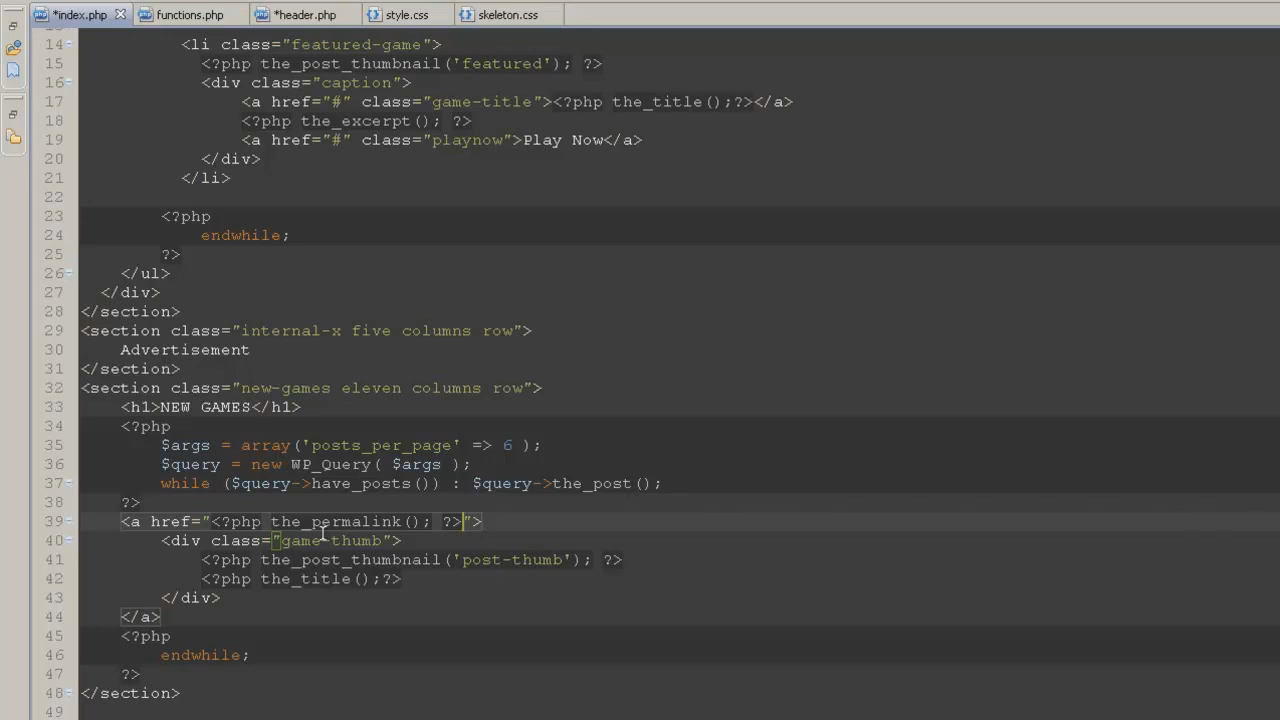 *index.php functions.php *header.php style.css skeleton.css
14 <li class="featured-game">
15 <?php the_post_thumbnail('featured'); ?>
16 <div class="caption">
17 <a href="#" class="game-title"><?php the_title();?></a>
18 <?php the_excerpt(); ?>
19 <a href="#" class="playnow">Play Now</a>
20 </div>
21 </li>
22
23 <?php
24 endwhile;
25 ?>
26 </ul>
27 </div>
28 </section>
29 <section class="internal-x five columns row">
30 Advertisement
31 </section>
32 <section class="new-games eleven columns row">
33 <h1>NEW GAMES</h1>
34 <?php
35 $args = array('posts_per_page' => 6 );
36 $query = new WP_Query( $args );
37 while ($query->have_posts()) : $query->the_post();
38 ?>
39 <a href="<?php the_permalink(); ?>">
40 <div class="game-thumb">
41 <?php the_post_thumbnail('post-thumb'); ?>
42 <?php the_title();?>
43 </div>
44 </a>
45 <?php
46 endwhile;
47 ?>
48 </section>
49